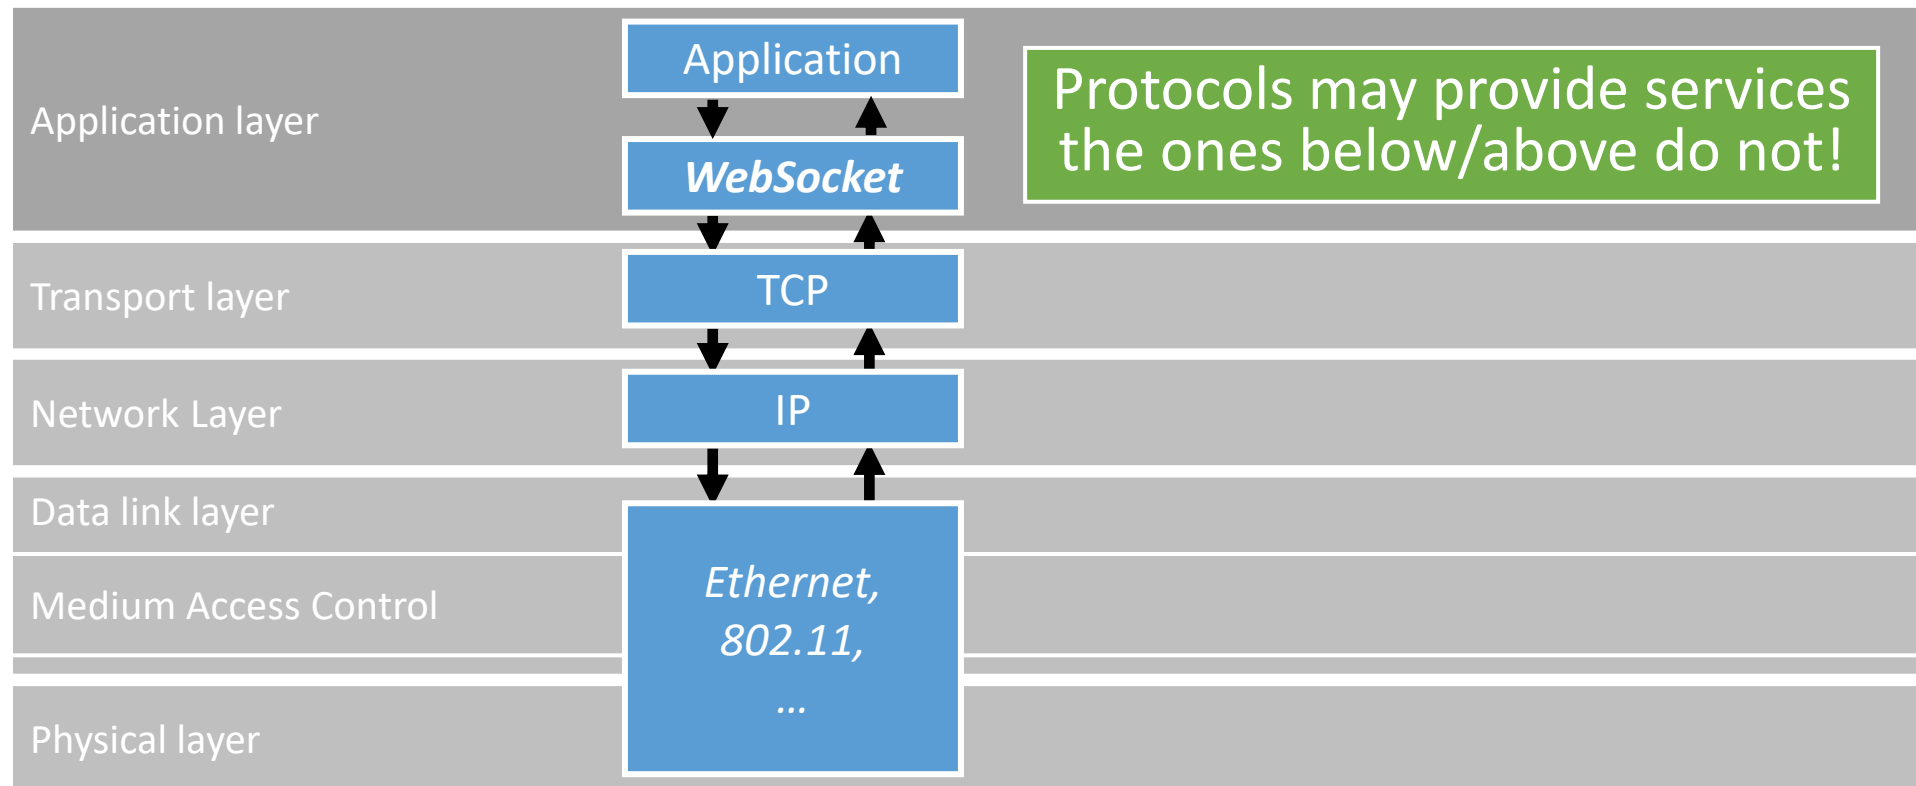 Application
Protocols may provide services
the ones below/above do not!
Application layer
WebSocket
Transport layer
TCP
Network Layer
IP
Data link layer
Ethernet,
802.11,
…
Medium Access Control
Physical layer